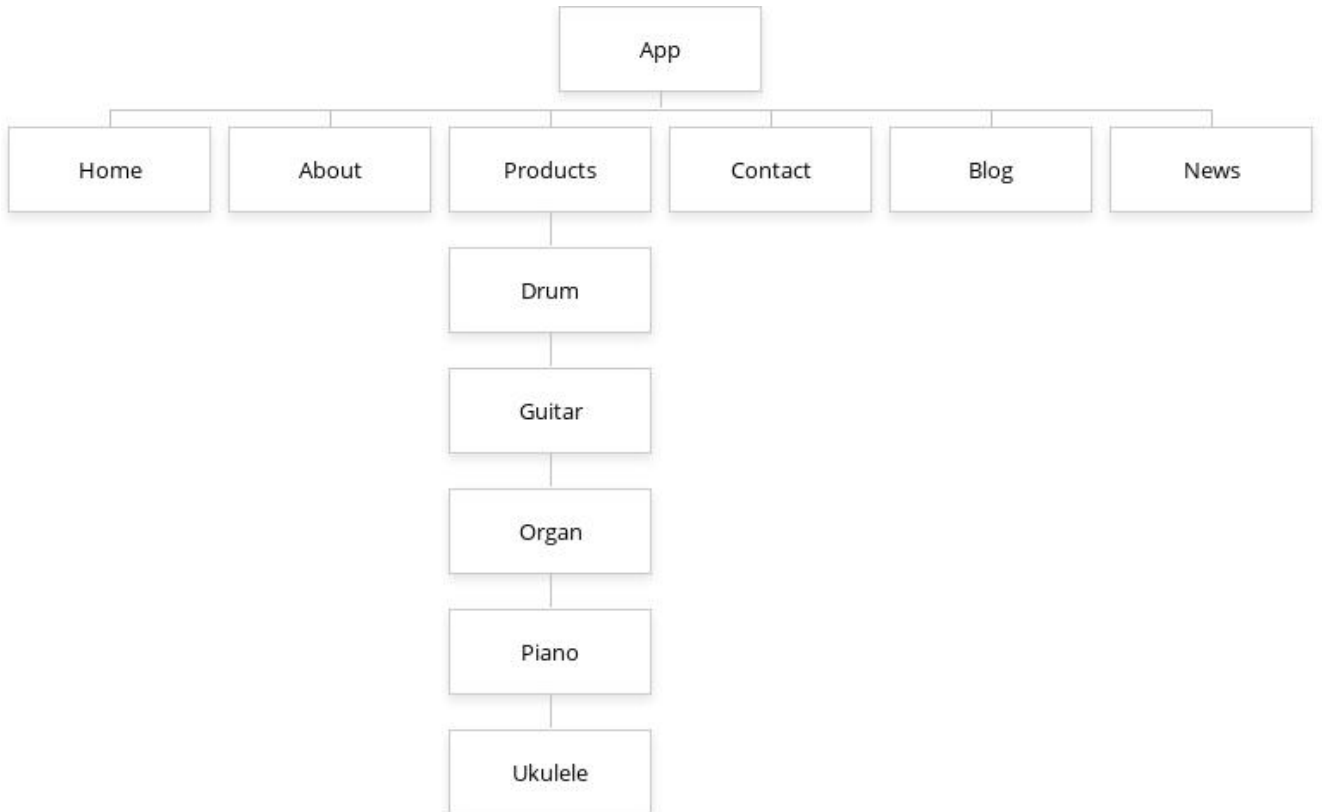 App
Home
About
Products
Contact
Blog
News
Drum
Guitar
Organ
Piano
Ukulele